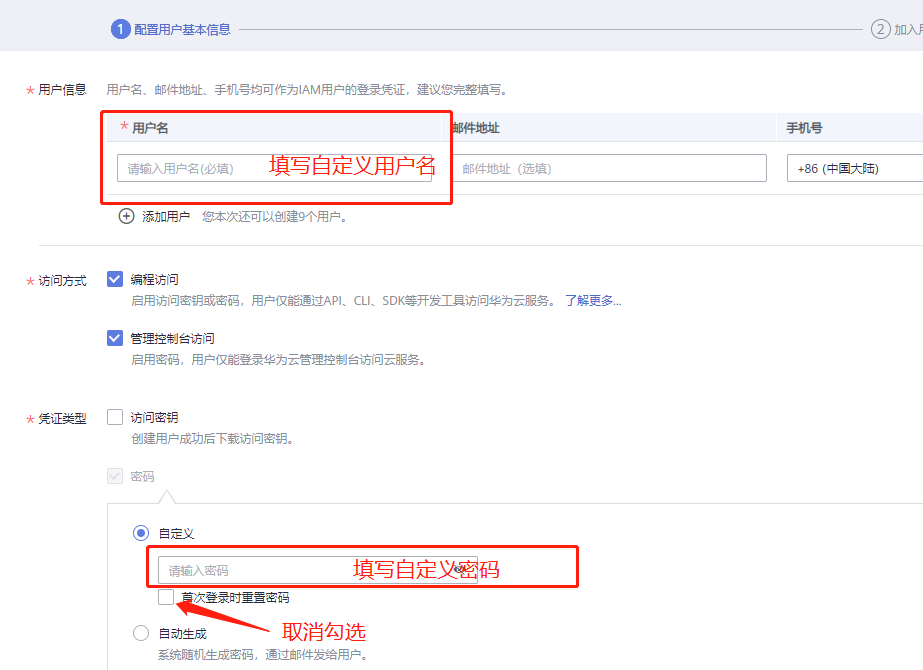 1 配置用户基本信息 2 加入
* 用户信息 用户名、邮件地址、手机号均可作为IAM用户的登录凭证，建议您完整填写。
* 用户名 邮件地址 手机号
请输入用户名(必填) 填写自定义用户名 邮件地址（选填） +86 (中国大陆)
添加用户 您本次还可以创建9个用户。
* 访问方式 编程访问
启用访问密钥或密码，用户仅能通过API、CLI、SDK等开发工具访问华为云服务。 了解更多...
管理控制台访问
启用密码，用户仅能登录华为云管理控制台访问云服务。
* 凭证类型 访问密钥
创建用户成功后下载访问密钥。
密码
自定义
请输入密码 填写自定义密码
首次登录时重置密码
取消勾选
自动生成
系统随机生成密码，通过邮件发给用户。